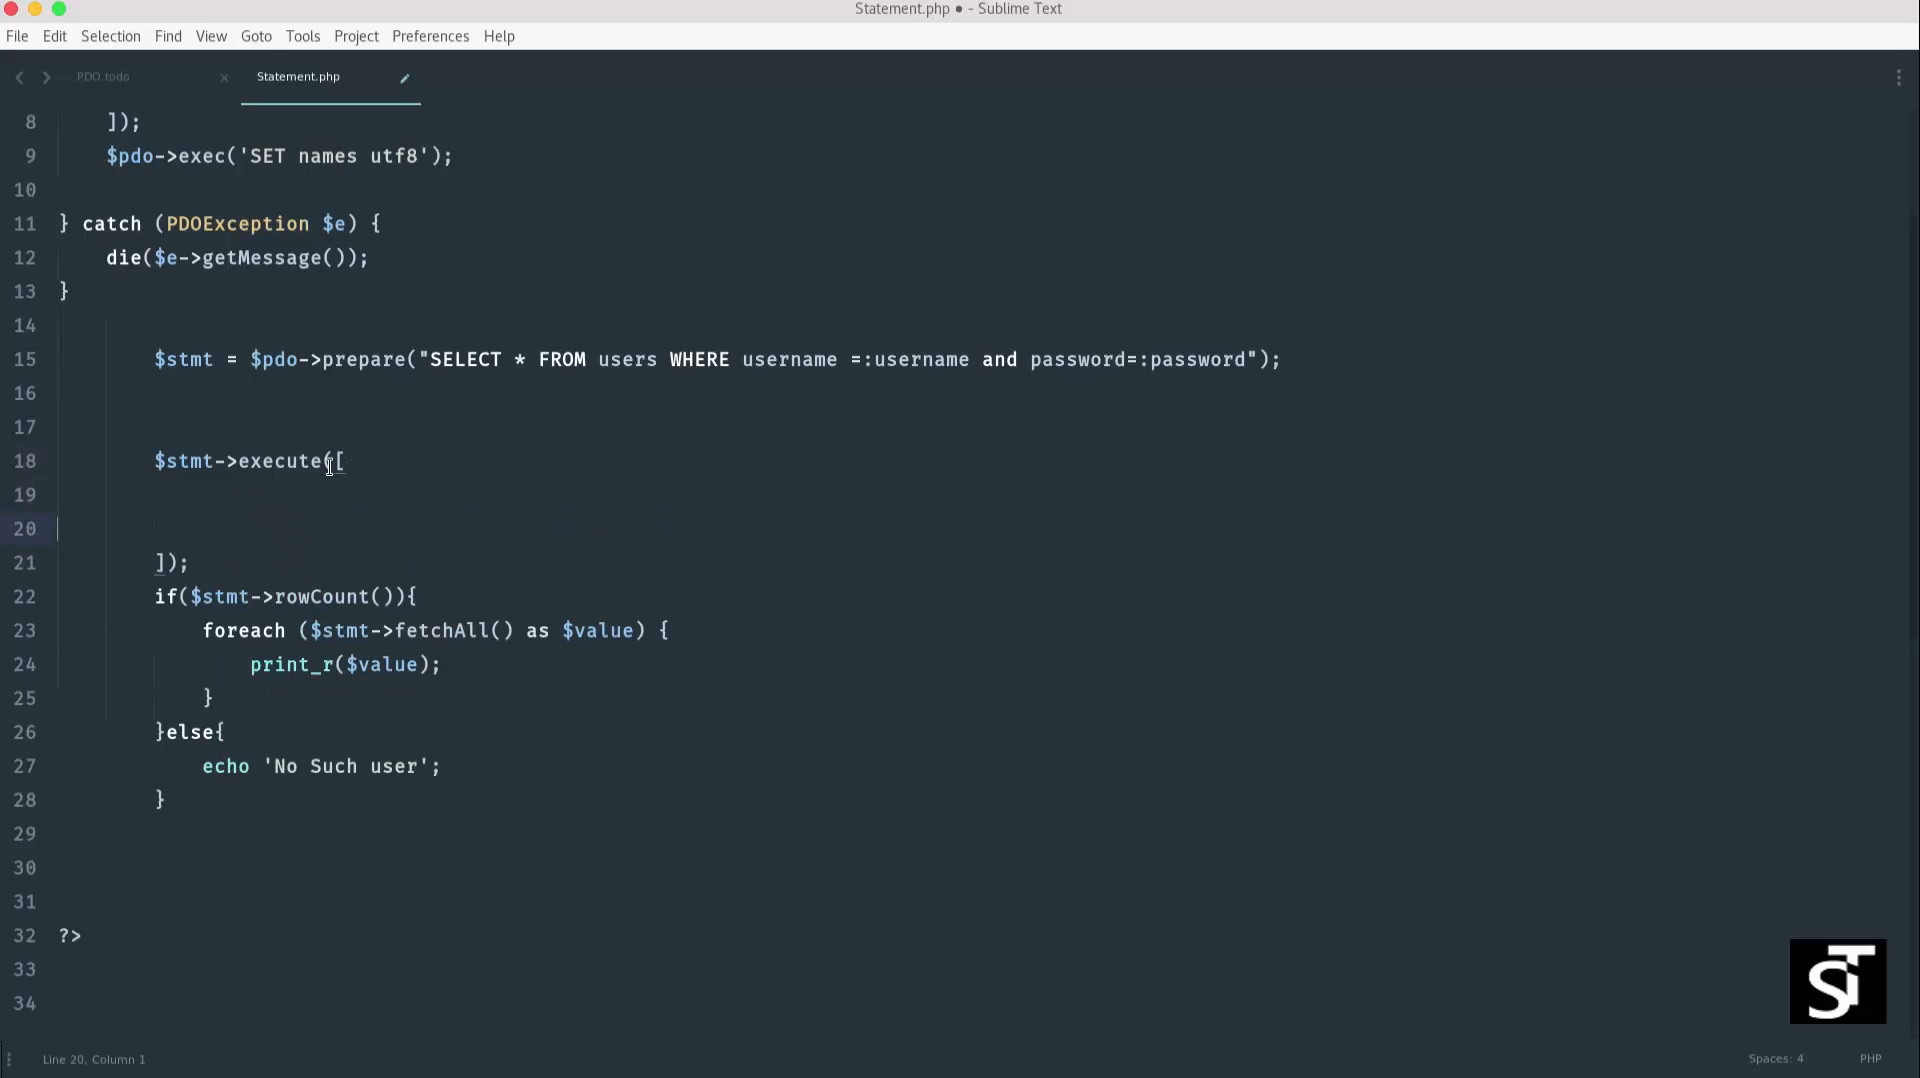 Statement.php • - Sublime Text
File Edit Selection Find View Goto Tools Project Preferences Help
PDO todo × Statement.php
8 ]);
9 $pdo->exec('SET names utf8');
10
11 } catch (PDOException $e) {
12 die($e->getMessage());
13 }
14
15 $stmt = $pdo->prepare("SELECT * FROM users WHERE username =:username and password=:password");
16
17
18 $stmt->execute([
19
20
21 ]);
22 if($stmt->rowCount()){
23 foreach ($stmt->fetchAll() as $value) {
24 print_r($value);
25 }
26 }else{
27 echo 'No Such user';
28 }
29
30
31
32 ?>
33
34
ST
Line 20, Column 1 Spaces: 4 PHP